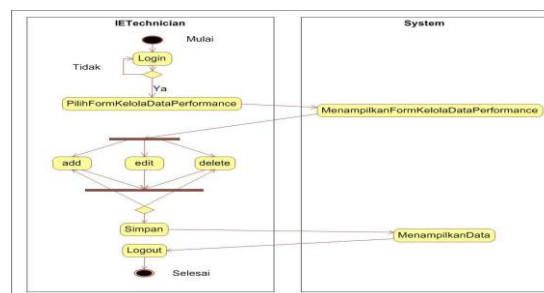 IETechnician
System
Mulai
Login
Tidak
Ya
PilihFormKelolaDataPerformance
MenampilkanFormKelolaDataPerformance
add
edit
delete
Simpan
MenampilkanData
Logout
Selesai